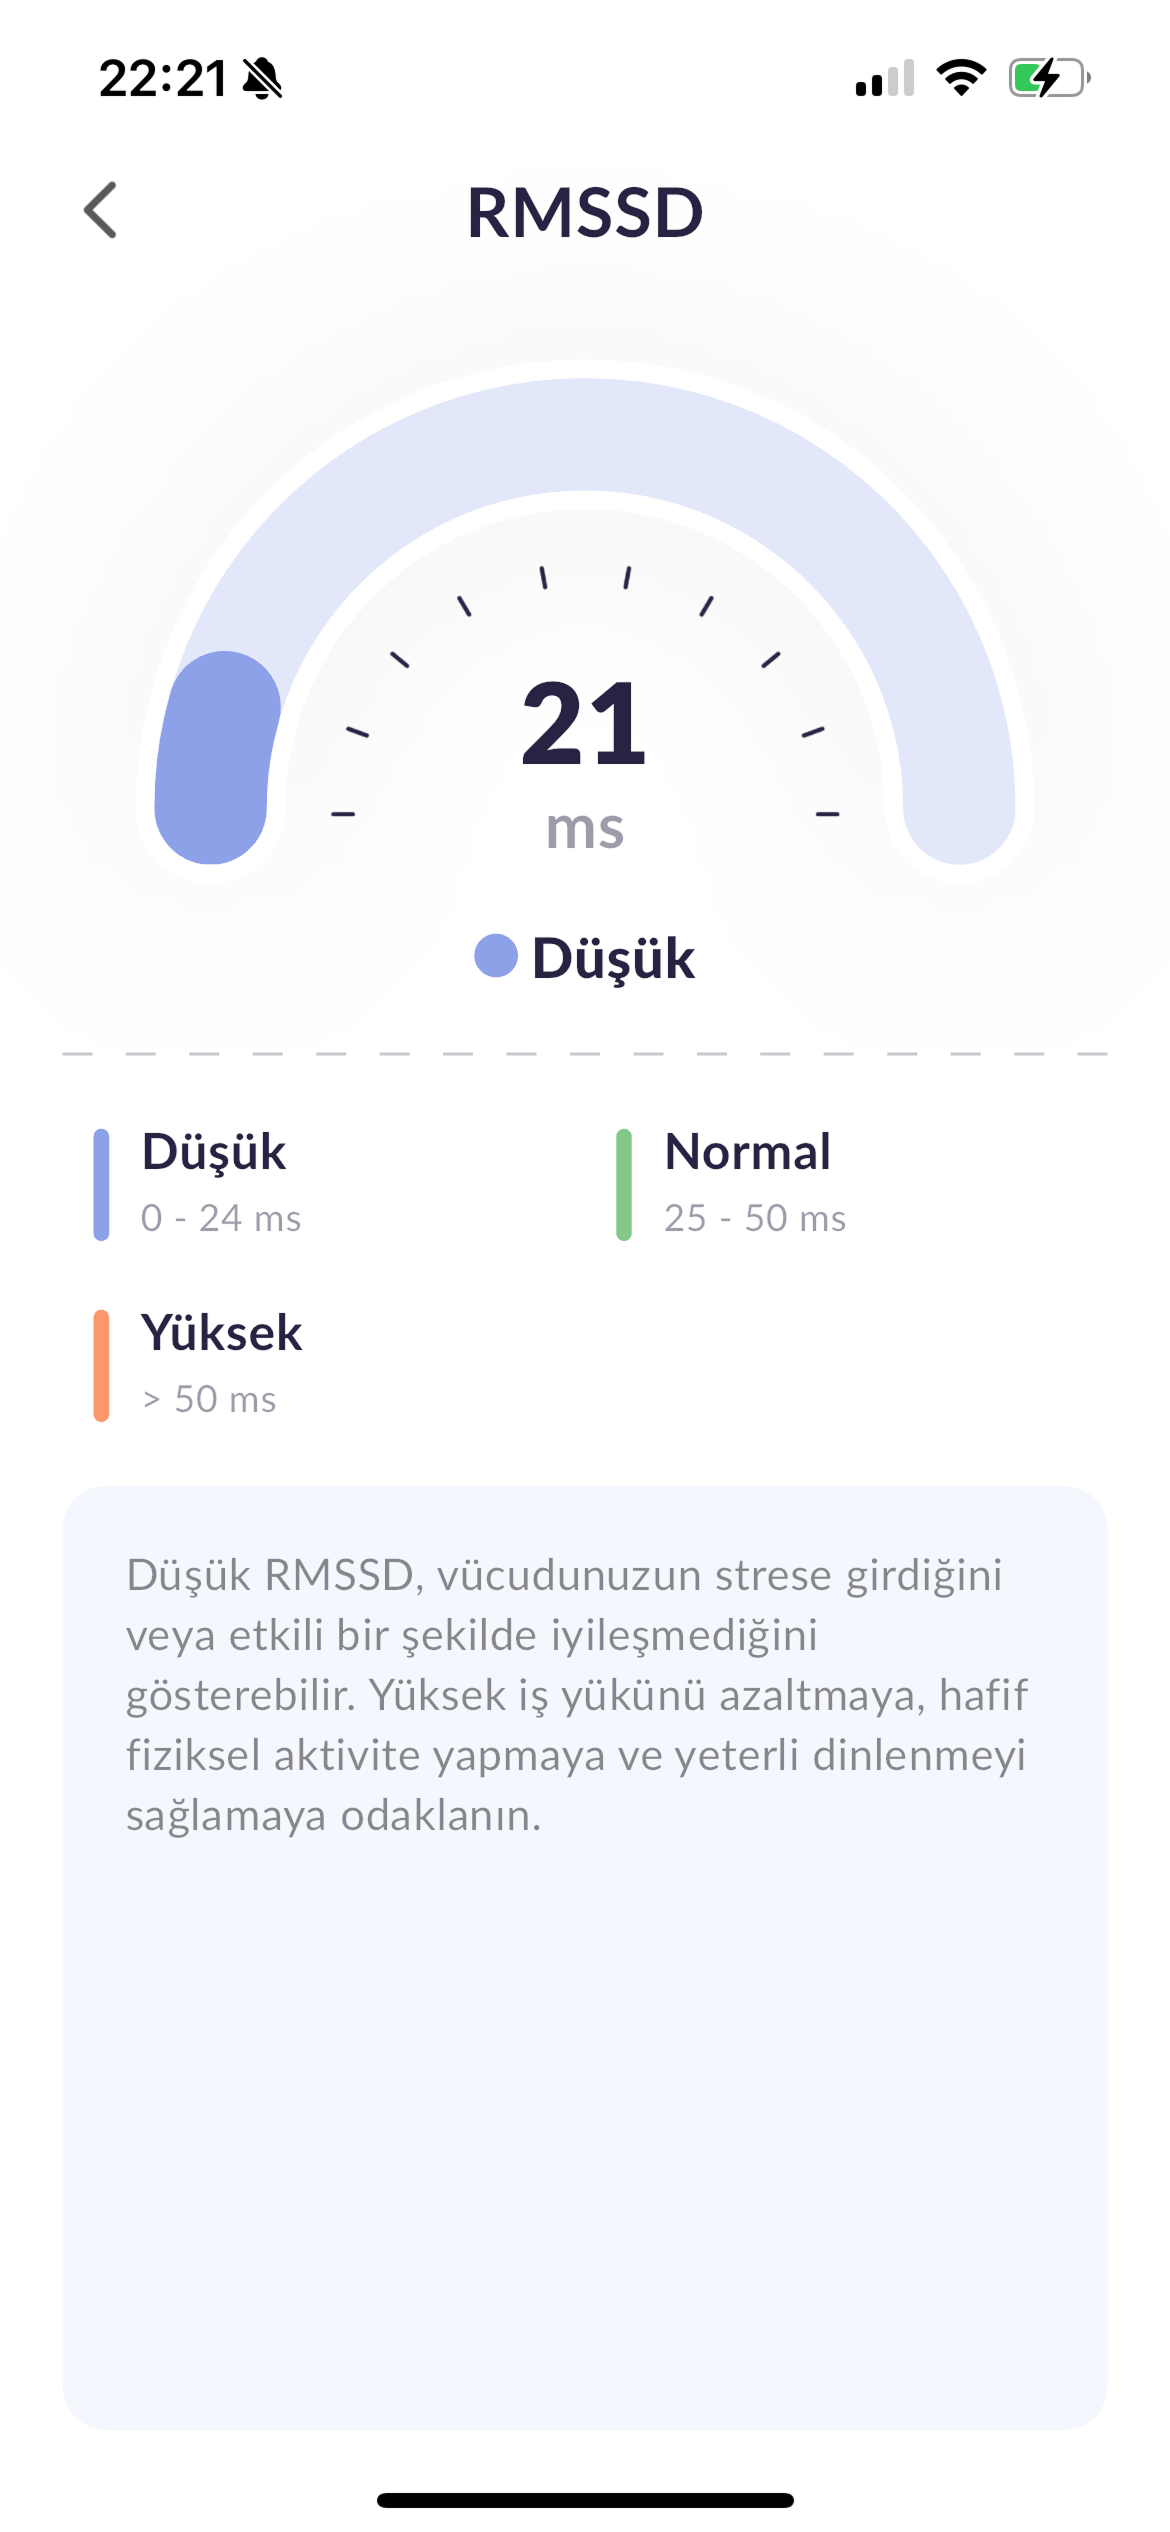 22:21
RMSSD
21
ms
Düşük
Düşük
0 - 24 ms
Normal
25 - 50 ms
Yüksek
> 50 ms
Düşük RMSSD, vücudunuzun strese girdiğini
veya etkili bir şekilde iyileşmediğini
gösterebilir. Yüksek iş yükünü azaltmaya, hafif
fiziksel aktivite yapmaya ve yeterli dinlenmeyi
sağlamaya odaklanın.